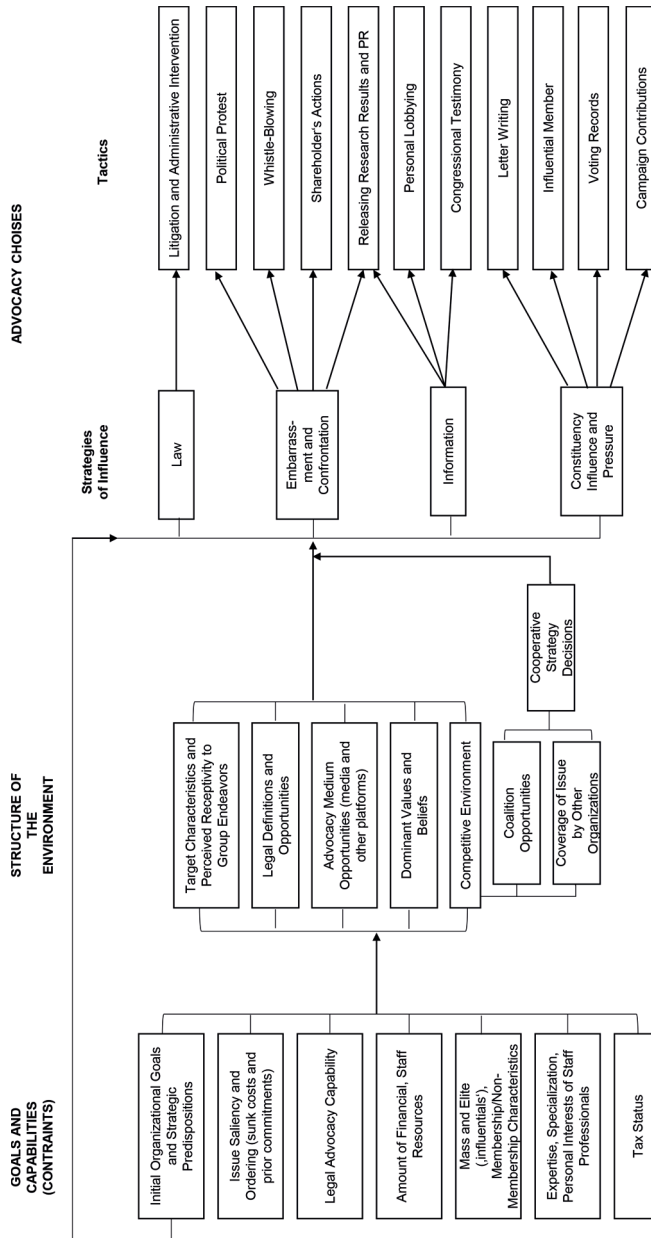 GOALS AND
CAPABILITIES
(CONTRAINTS)
Initial Organizational Goals
and Strategic
Predispositions
Issue Saliency and
Ordering (sunk costs and
prior commitments)
Legal Advocacy Capability
Amount of Financial, Staff
Resources
Mass and Elite
(‚influentials'),
Membership/Non-
Membership Characteristics
Expertise, Specialization,
Personal Interests of Staff
Professionals
Tax Status
STRUCTURE OF
THE
ENVIRONMENT
Target Characteristics and
Perceived Receptivity to
Group Endeavors
Legal Definitions and
Opportunities
Advocacy Medium
Opportunities (media and
other platforms)
Dominant Values and
Beliefs
Competitive Environment
Coalition
Opportunities
Coverage of Issue
by Other
Organizations
Cooperative
Strategy
Decisions
ADVOCACY CHOISES
Strategies
of Influence
Law
Embarrass-
ment and
Confrontation
Information
Constituency
Influence and
Pressure
Tactics
Litigation and Administrative Intervention
Political Protest
Whistle-Blowing
Shareholder's Actions
Releasing Research Results and PR
Personal Lobbying
Congressional Testimony
Letter Writing
Influential Member
Voting Records
Campaign Contributions